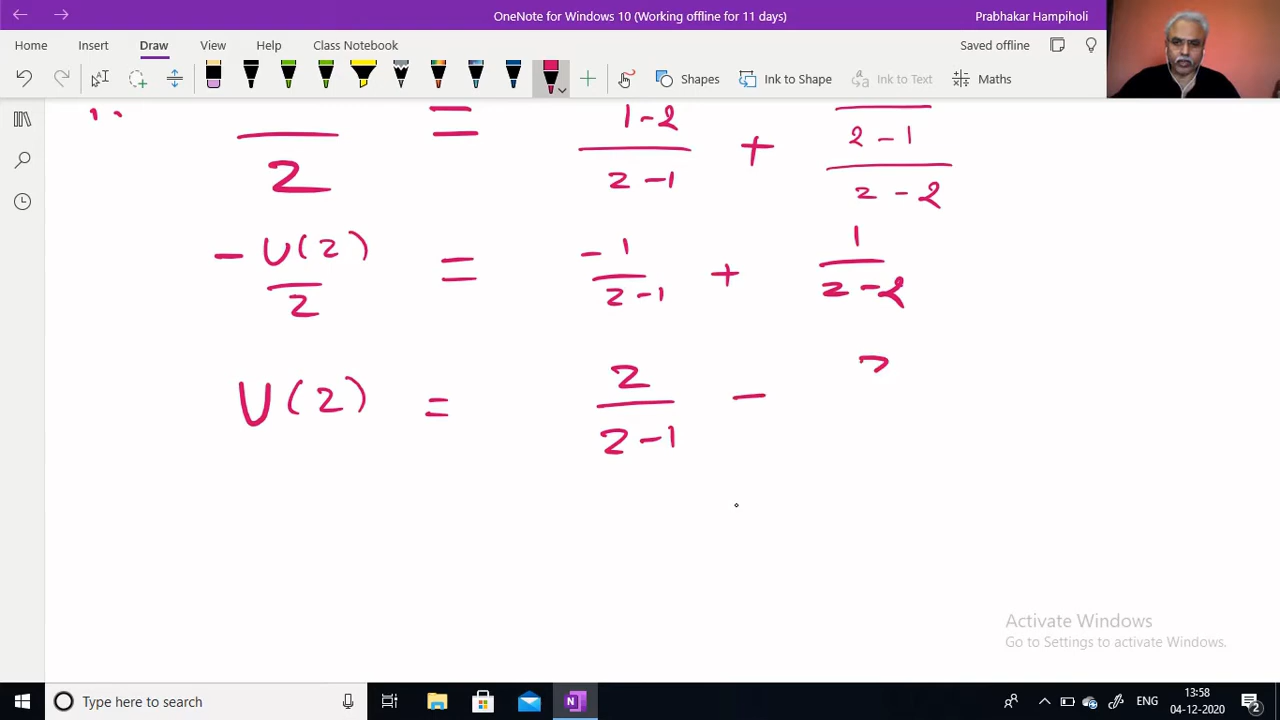 OneNote for Windows 10 (Working offline for 11 days) Prabhakar Hampiholi
Home Insert Draw View Help Class Notebook Saved offline
Shapes Ink to Shape Ink to Text Maths
1-2 / z-1 + / 2-1 / z-2
z =
-U(z)/z = -1/(z-1) + 1/(z-2)
U(z) = z/(z-1) -
Activate Windows
Go to Settings to activate Windows.
Type here to search ENG 13:58
04-12-2020
2